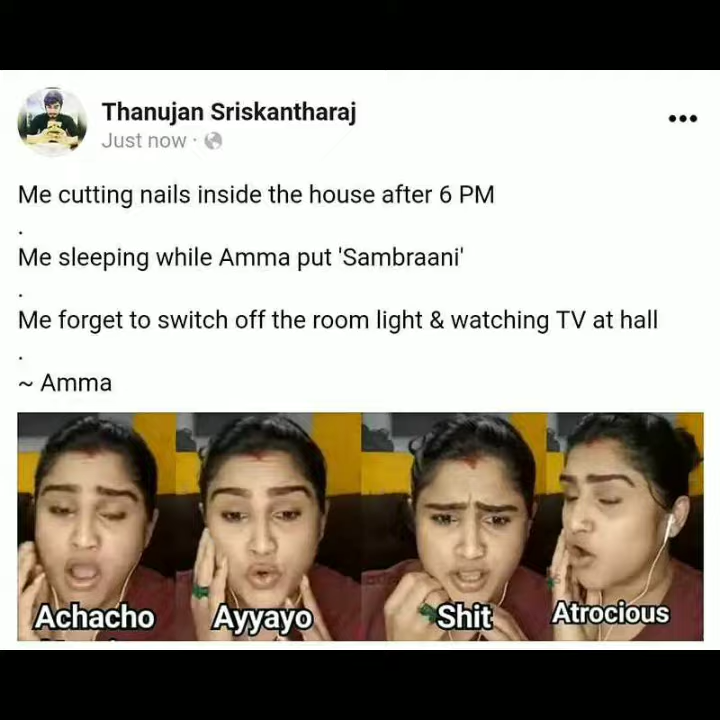 Thanujan Sriskantharaj
Just now ·
Me cutting nails inside the house after 6 PM
.
Me sleeping while Amma put 'Sambraani'
.
Me forget to switch off the room light & watching TV at hall
.
~ Amma
Achacho Ayyayo Shit Atrocious